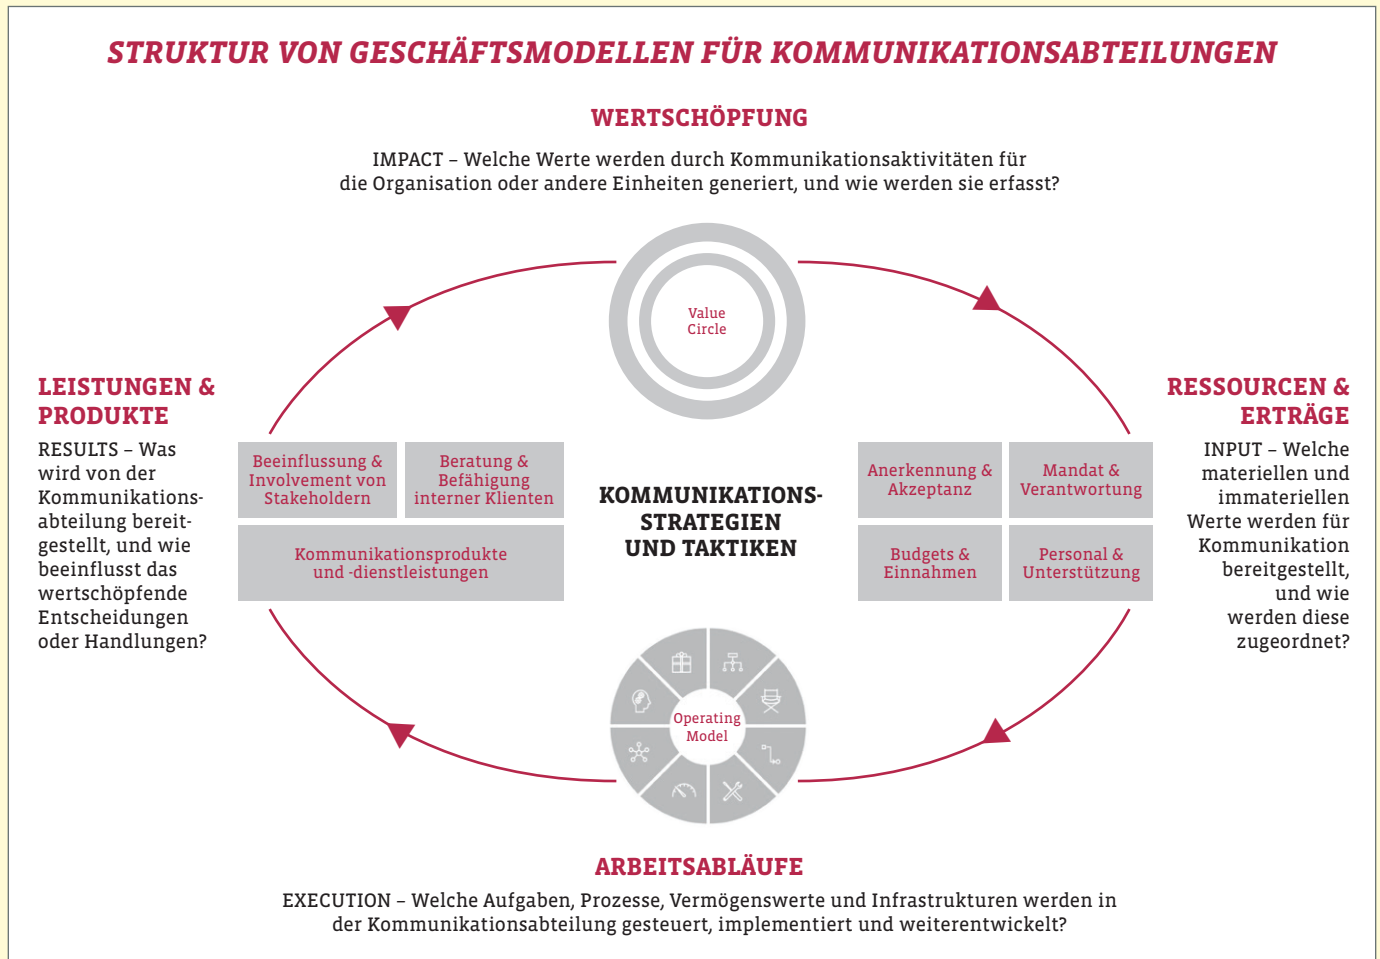 STRUKTUR VON GESCHÄFTSMODELLEN FÜR KOMMUNIKATIONSABTEILUNGEN
WERTSCHÖPFUNG
IMPACT – Welche Werte werden durch Kommunikationsaktivitäten für
die Organisation oder andere Einheiten generiert, und wie werden sie erfasst?
Value
Circle
LEISTUNGEN &
PRODUKTE
RESULTS – Was
wird von der
Kommunikations-
abteilung bereit-
gestellt, und wie
beeinflusst das
wertschöpfende
Entscheidungen
oder Handlungen?
Beeinflussung &
Involvement von
Stakeholdern
Beratung &
Befähigung
interner Klienten
Kommunikationsprodukte
und -dienstleistungen
KOMMUNIKATIONS-
STRATEGIEN
UND TAKTIKEN
Anerkennung &
Akzeptanz
Mandat &
Verantwortung
Budgets &
Einnahmen
Personal &
Unterstützung
RESSOURCEN &
ERTRÄGE
INPUT – Welche
materiellen und
immateriellen
Werte werden für
Kommunikation
bereitgestellt,
und wie
werden diese
zugeordnet?
Operating
Model
ARBEITSABLÄUFE
EXECUTION – Welche Aufgaben, Prozesse, Vermögenswerte und Infrastrukturen werden in
der Kommunikationsabteilung gesteuert, implementiert und weiterentwickelt?